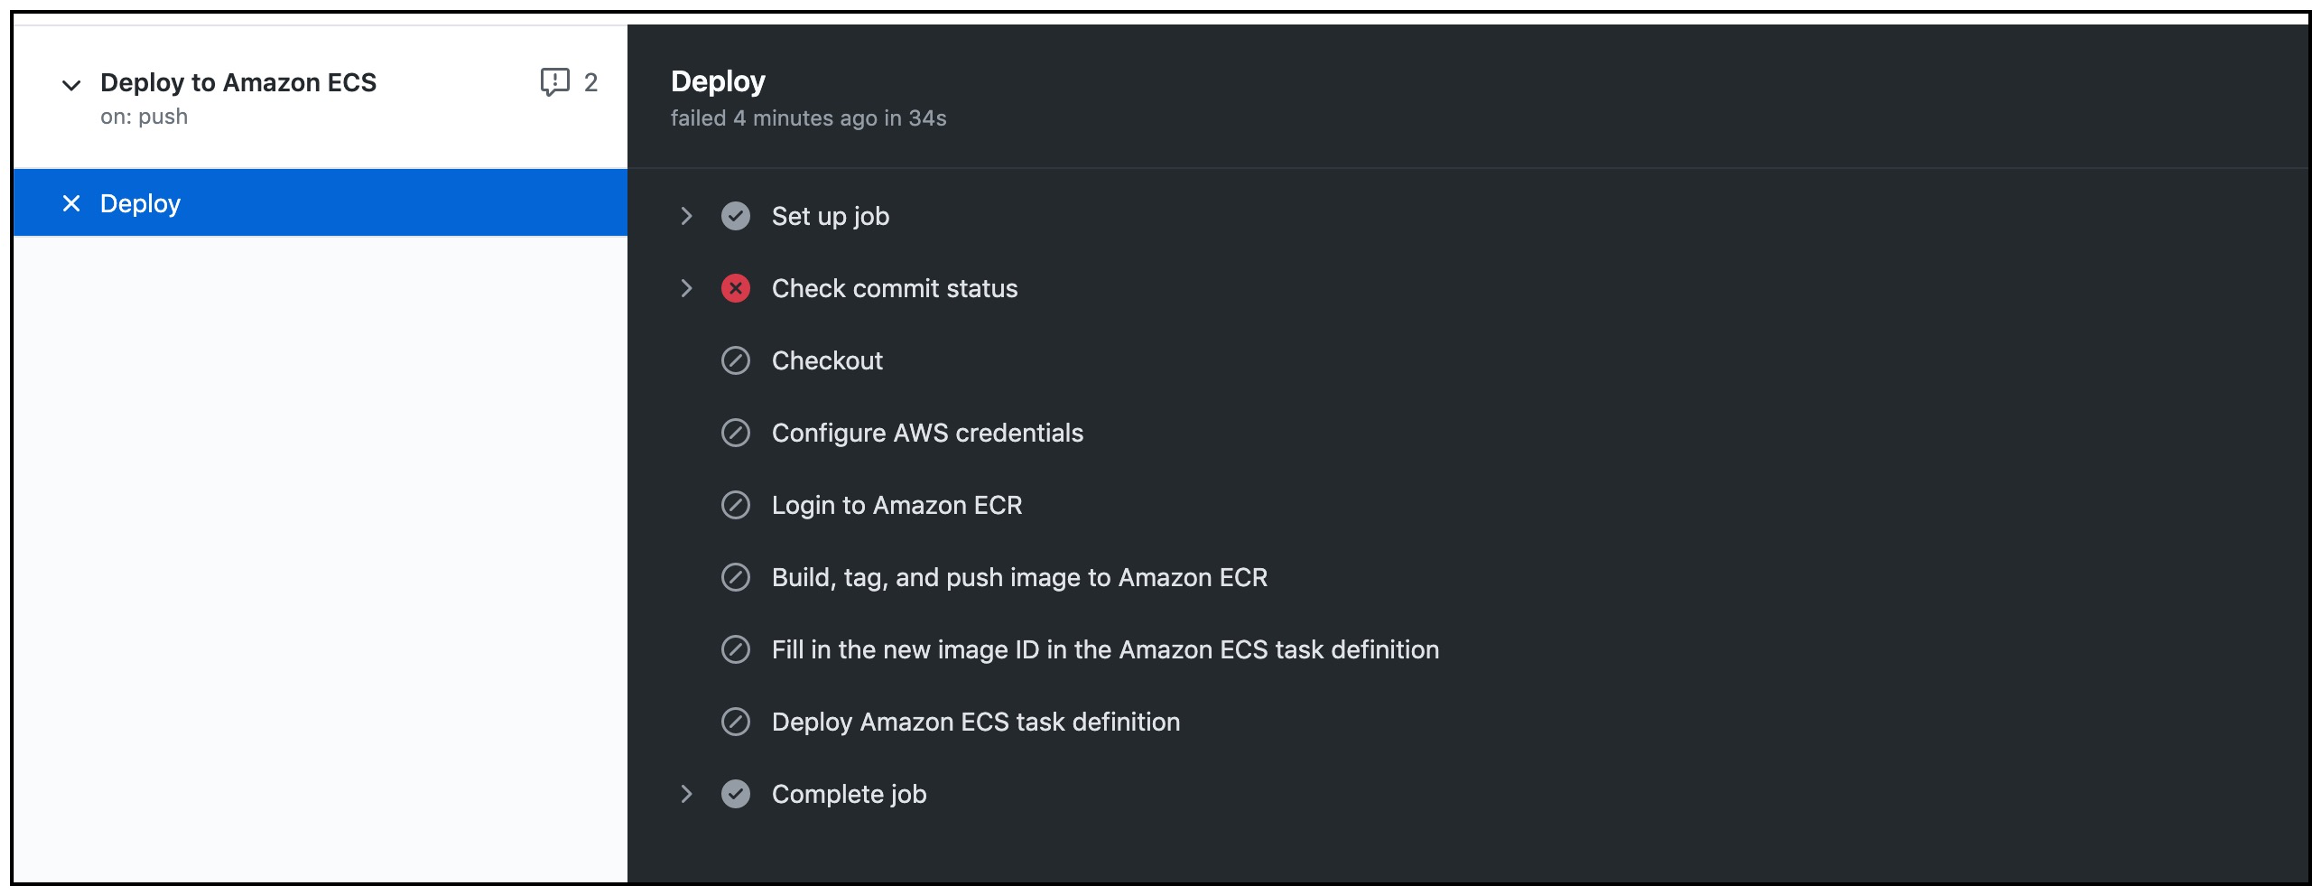 Deploy to Amazon ECS
2
on: push
Deploy
Deploy
failed 4 minutes ago in 34s
Set up job
Check commit status
Checkout
Configure AWS credentials
Login to Amazon ECR
Build, tag, and push image to Amazon ECR
Fill in the new image ID in the Amazon ECS task definition
Deploy Amazon ECS task definition
Complete job